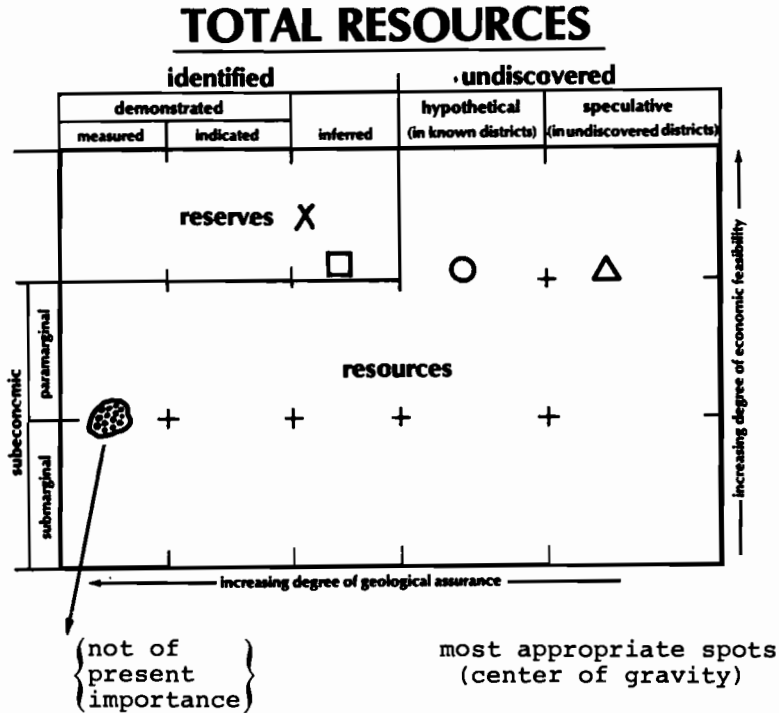 TOTAL RESOURCES
identified
undiscovered
demonstrated
hypothetical
speculative
measured
indicated
inferred
(in known districts)
(in undiscovered districts)
reserves X
resources
subeconomic
paramarginal
submarginal
increasing degree of economic feasibility
increasing degree of geological assurance
not of
present
importance
most appropriate spots
(center of gravity)